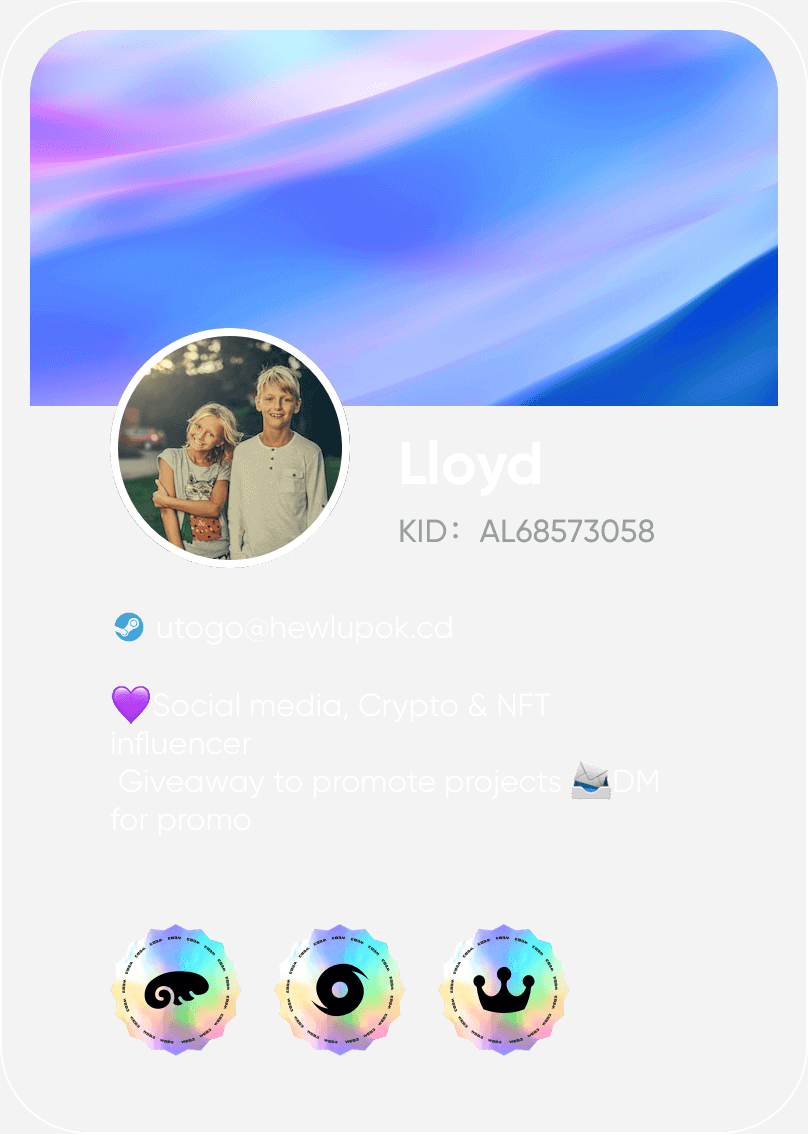 Lloyd
KID： AL68573058
utogo@hewlupok.cd
💜Social media, Crypto & NFT
influencer
Giveaway to promote projects 📨DM
for promo